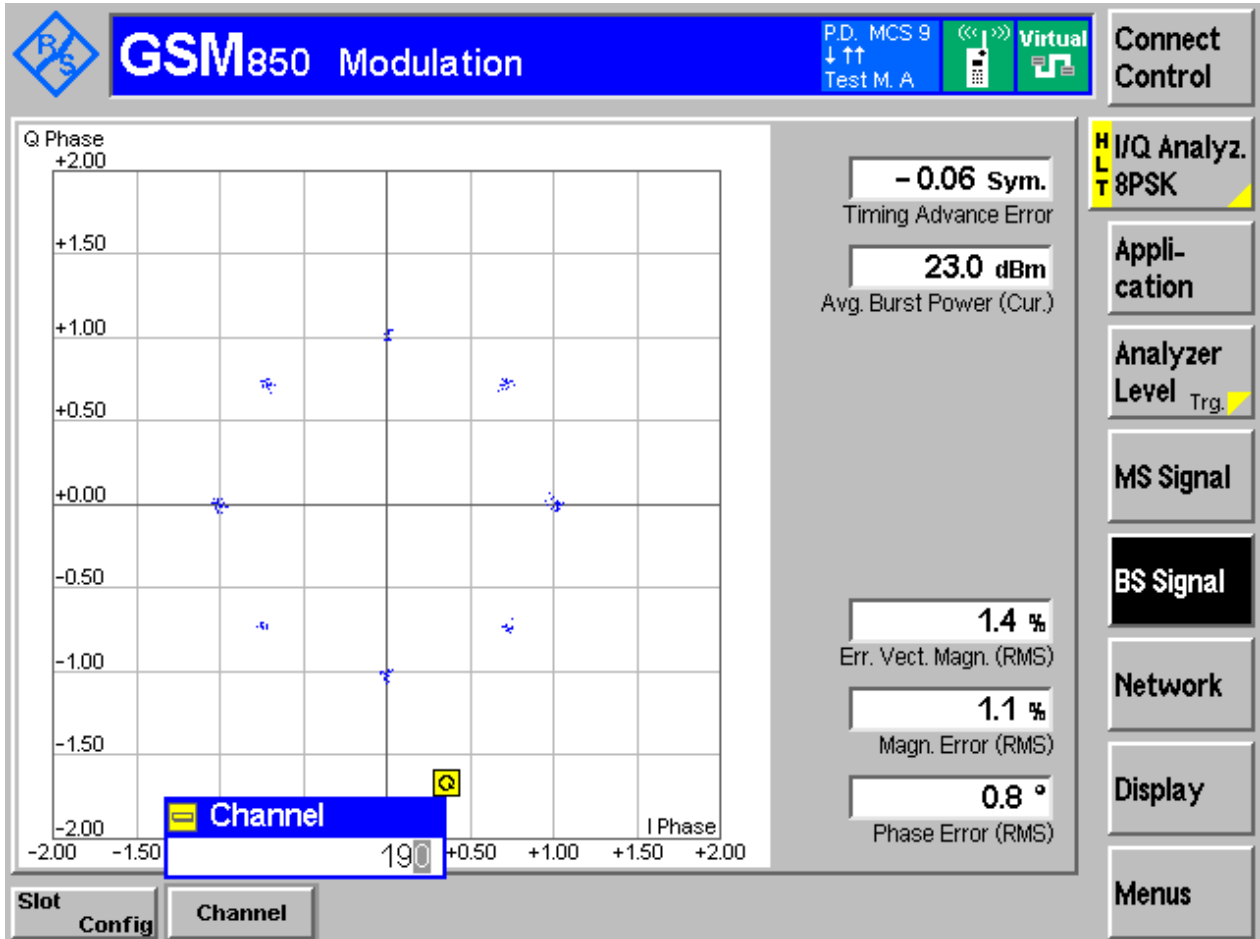 R/S
GSM850 Modulation
P.D. MCS 9
↓ ↑↑
Test M. A
Virtual
Connect
Control
Q Phase
+2.00
+1.50
+1.00
+0.50
+0.00
−0.50
−1.00
−1.50
−2.00
I Phase
−2.00 −1.50 +0.50 +1.00 +1.50 +2.00
Q
Channel
190
− 0.06 Sym.
Timing Advance Error
23.0 dBm
Avg. Burst Power (Cur.)
1.4 %
Err. Vect. Magn. (RMS)
1.1 %
Magn. Error (RMS)
0.8 °
Phase Error (RMS)
HLT
I/Q Analyz.
8PSK
Appli-
cation
Analyzer
Level Trg.
MS Signal
BS Signal
Network
Display
Menus
Slot
Config
Channel